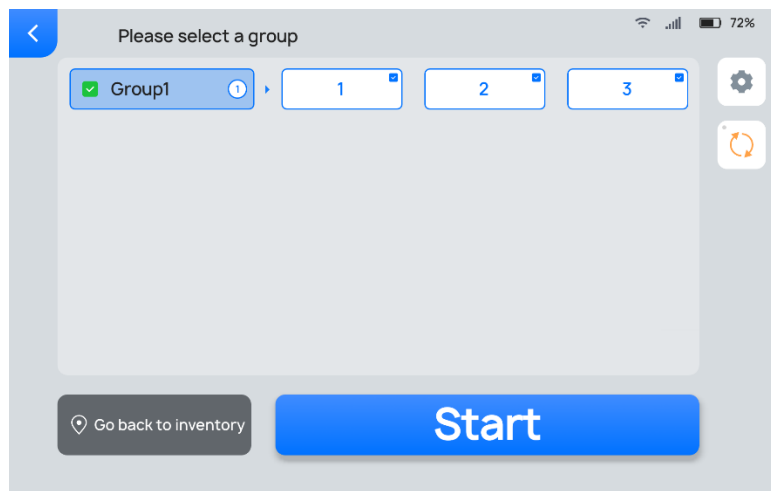 Please select a group
72%
Group1 1 1 2 3
Go back to inventory
Start